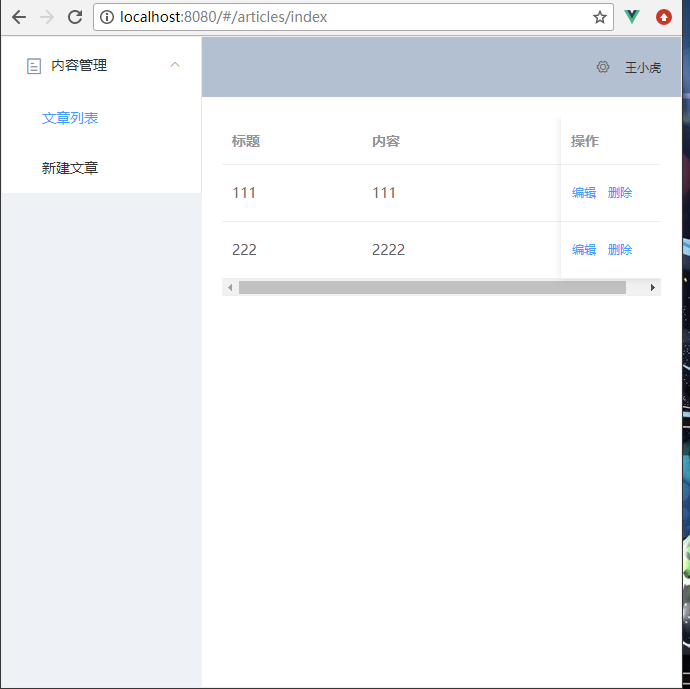 localhost:8080/#/articles/index
内容管理
王小虎
文章列表
新建文章
标题 内容 操作
111 111 编辑 删除
222 2222 编辑 删除